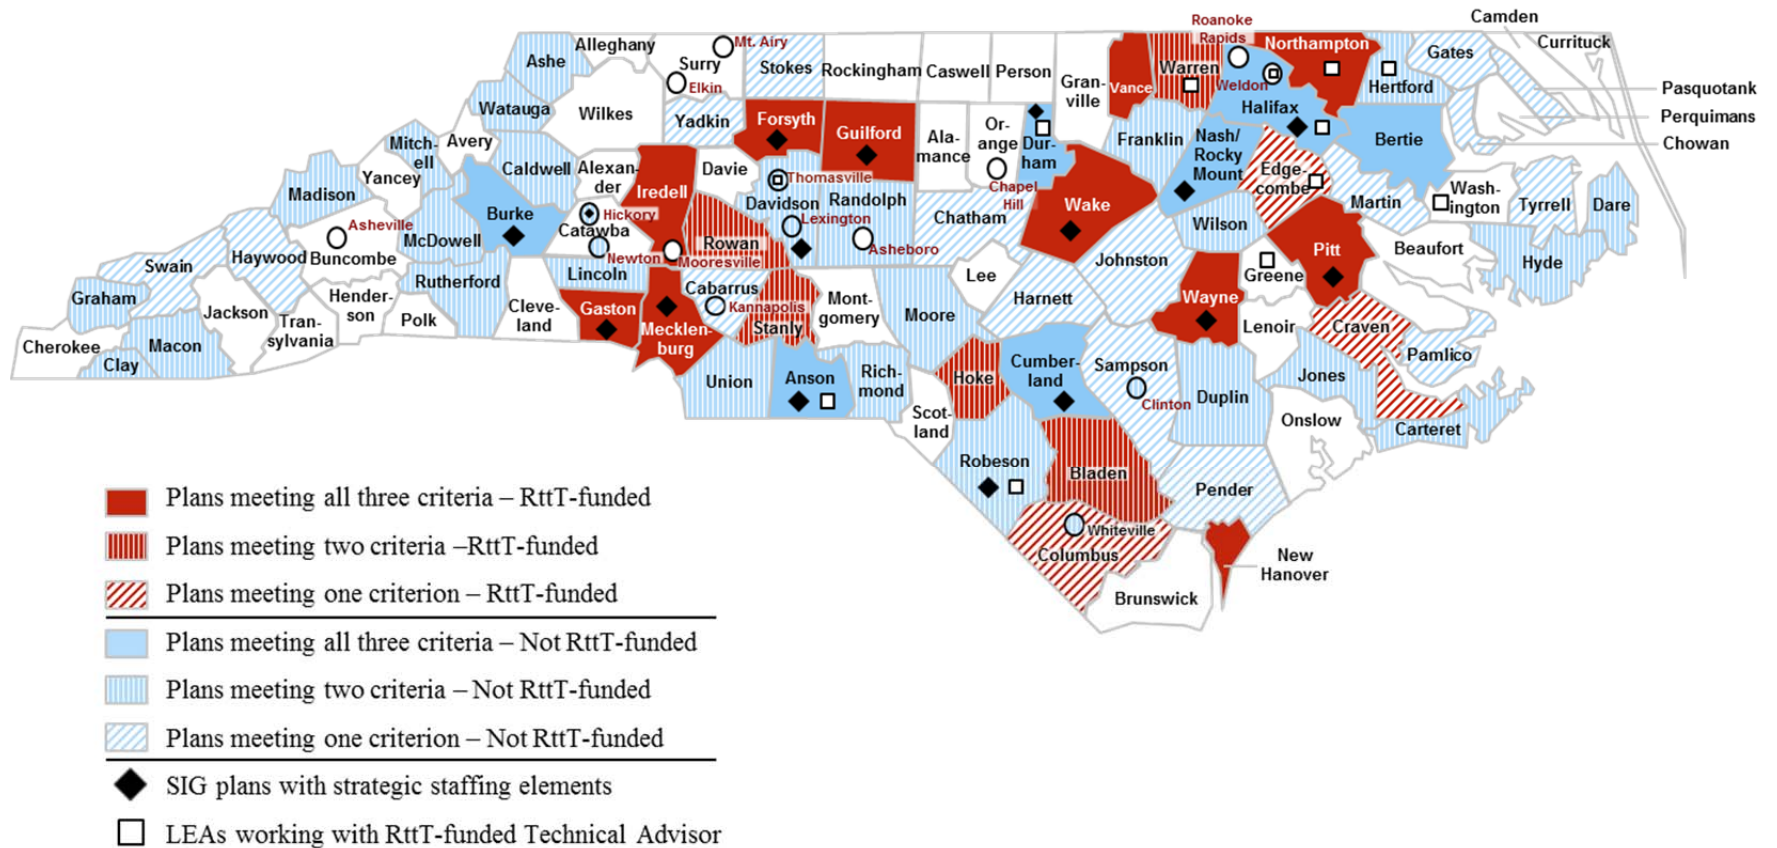 Camden
Currituck
Pasquotank
Perquimans
Chowan
Roanoke
Rapids
Northampton
Gates
Alleghany
Ashe
Mt. Airy
Surry
Elkin
Stokes
Rockingham
Caswell
Person
Gran-
ville
Vance
Warren
Weldon
Halifax
Hertford
Watauga
Wilkes
Yadkin
Forsyth
Guilford
Ala-
mance
Or-
ange
Dur-
ham
Chapel
Hill
Franklin
Nash/
Rocky
Mount
Edge-
combe
Bertie
Mitch-
ell
Avery
Caldwell
Alexan-
der
Iredell
Davie
Thomasville
Davidson
Lexington
Randolph
Asheboro
Chatham
Wake
Wilson
Martin
Wash-
ington
Tyrrell
Dare
Madison
Yancey
Burke
Hickory
Catawba
Newton
Mooresville
Rowan
Asheville
Buncombe
McDowell
Swain
Haywood
Graham
Jackson
Hender-
son
Rutherford
Lincoln
Cabarrus
Kannapolis
Stanly
Mont-
gomery
Moore
Lee
Harnett
Johnston
Wayne
Greene
Pitt
Beaufort
Hyde
Lenoir
Craven
Pamlico
Cherokee
Clay
Macon
Tran-
sylvania
Polk
Cleve-
land
Gaston
Mecklen-
burg
Union
Anson
Rich-
mond
Scot-
land
Hoke
Cumber-
land
Sampson
Clinton
Duplin
Jones
Onslow
Carteret
Robeson
Bladen
Pender
Whiteville
Columbus
Brunswick
New
Hanover
Plans meeting all three criteria – RttT-funded
Plans meeting two criteria –RttT-funded
Plans meeting one criterion – RttT-funded
Plans meeting all three criteria – Not RttT-funded
Plans meeting two criteria – Not RttT-funded
Plans meeting one criterion – Not RttT-funded
SIG plans with strategic staffing elements
LEAs working with RttT-funded Technical Advisor